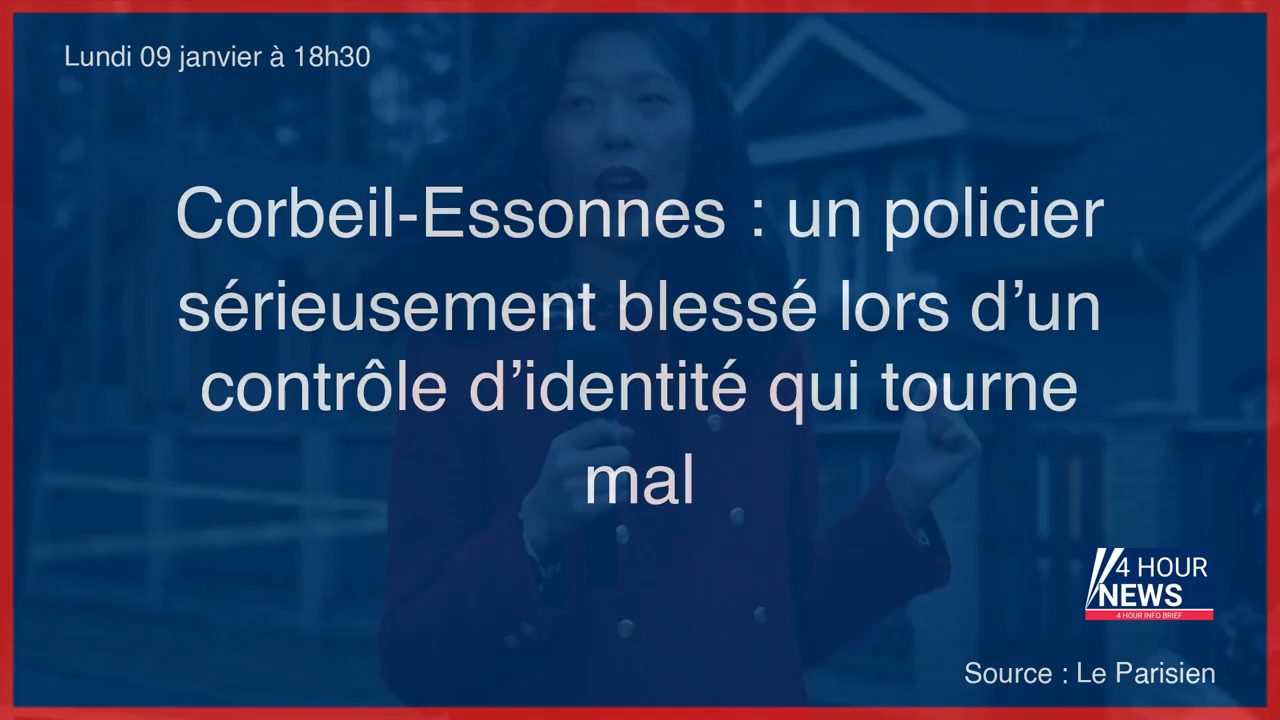 Lundi 09 janvier à 18h30
Corbeil-Essonnes : un policier
sérieusement blessé lors d’un
contrôle d’identité qui tourne
mal
4 HOUR
NEWS
4 HOUR INFO BRIEF
Source : Le Parisien